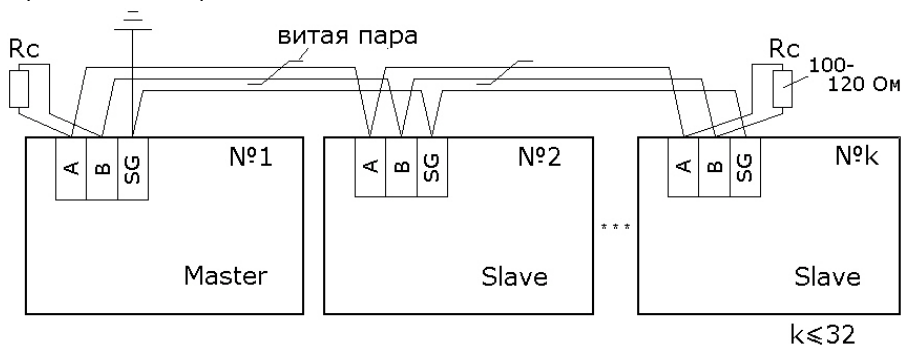 витая пара
Rc
Rc
100-
120 Ом
A
B
SG
№1
A
B
SG
№2
A
B
SG
№k
***
Master
Slave
Slave
k⩽32